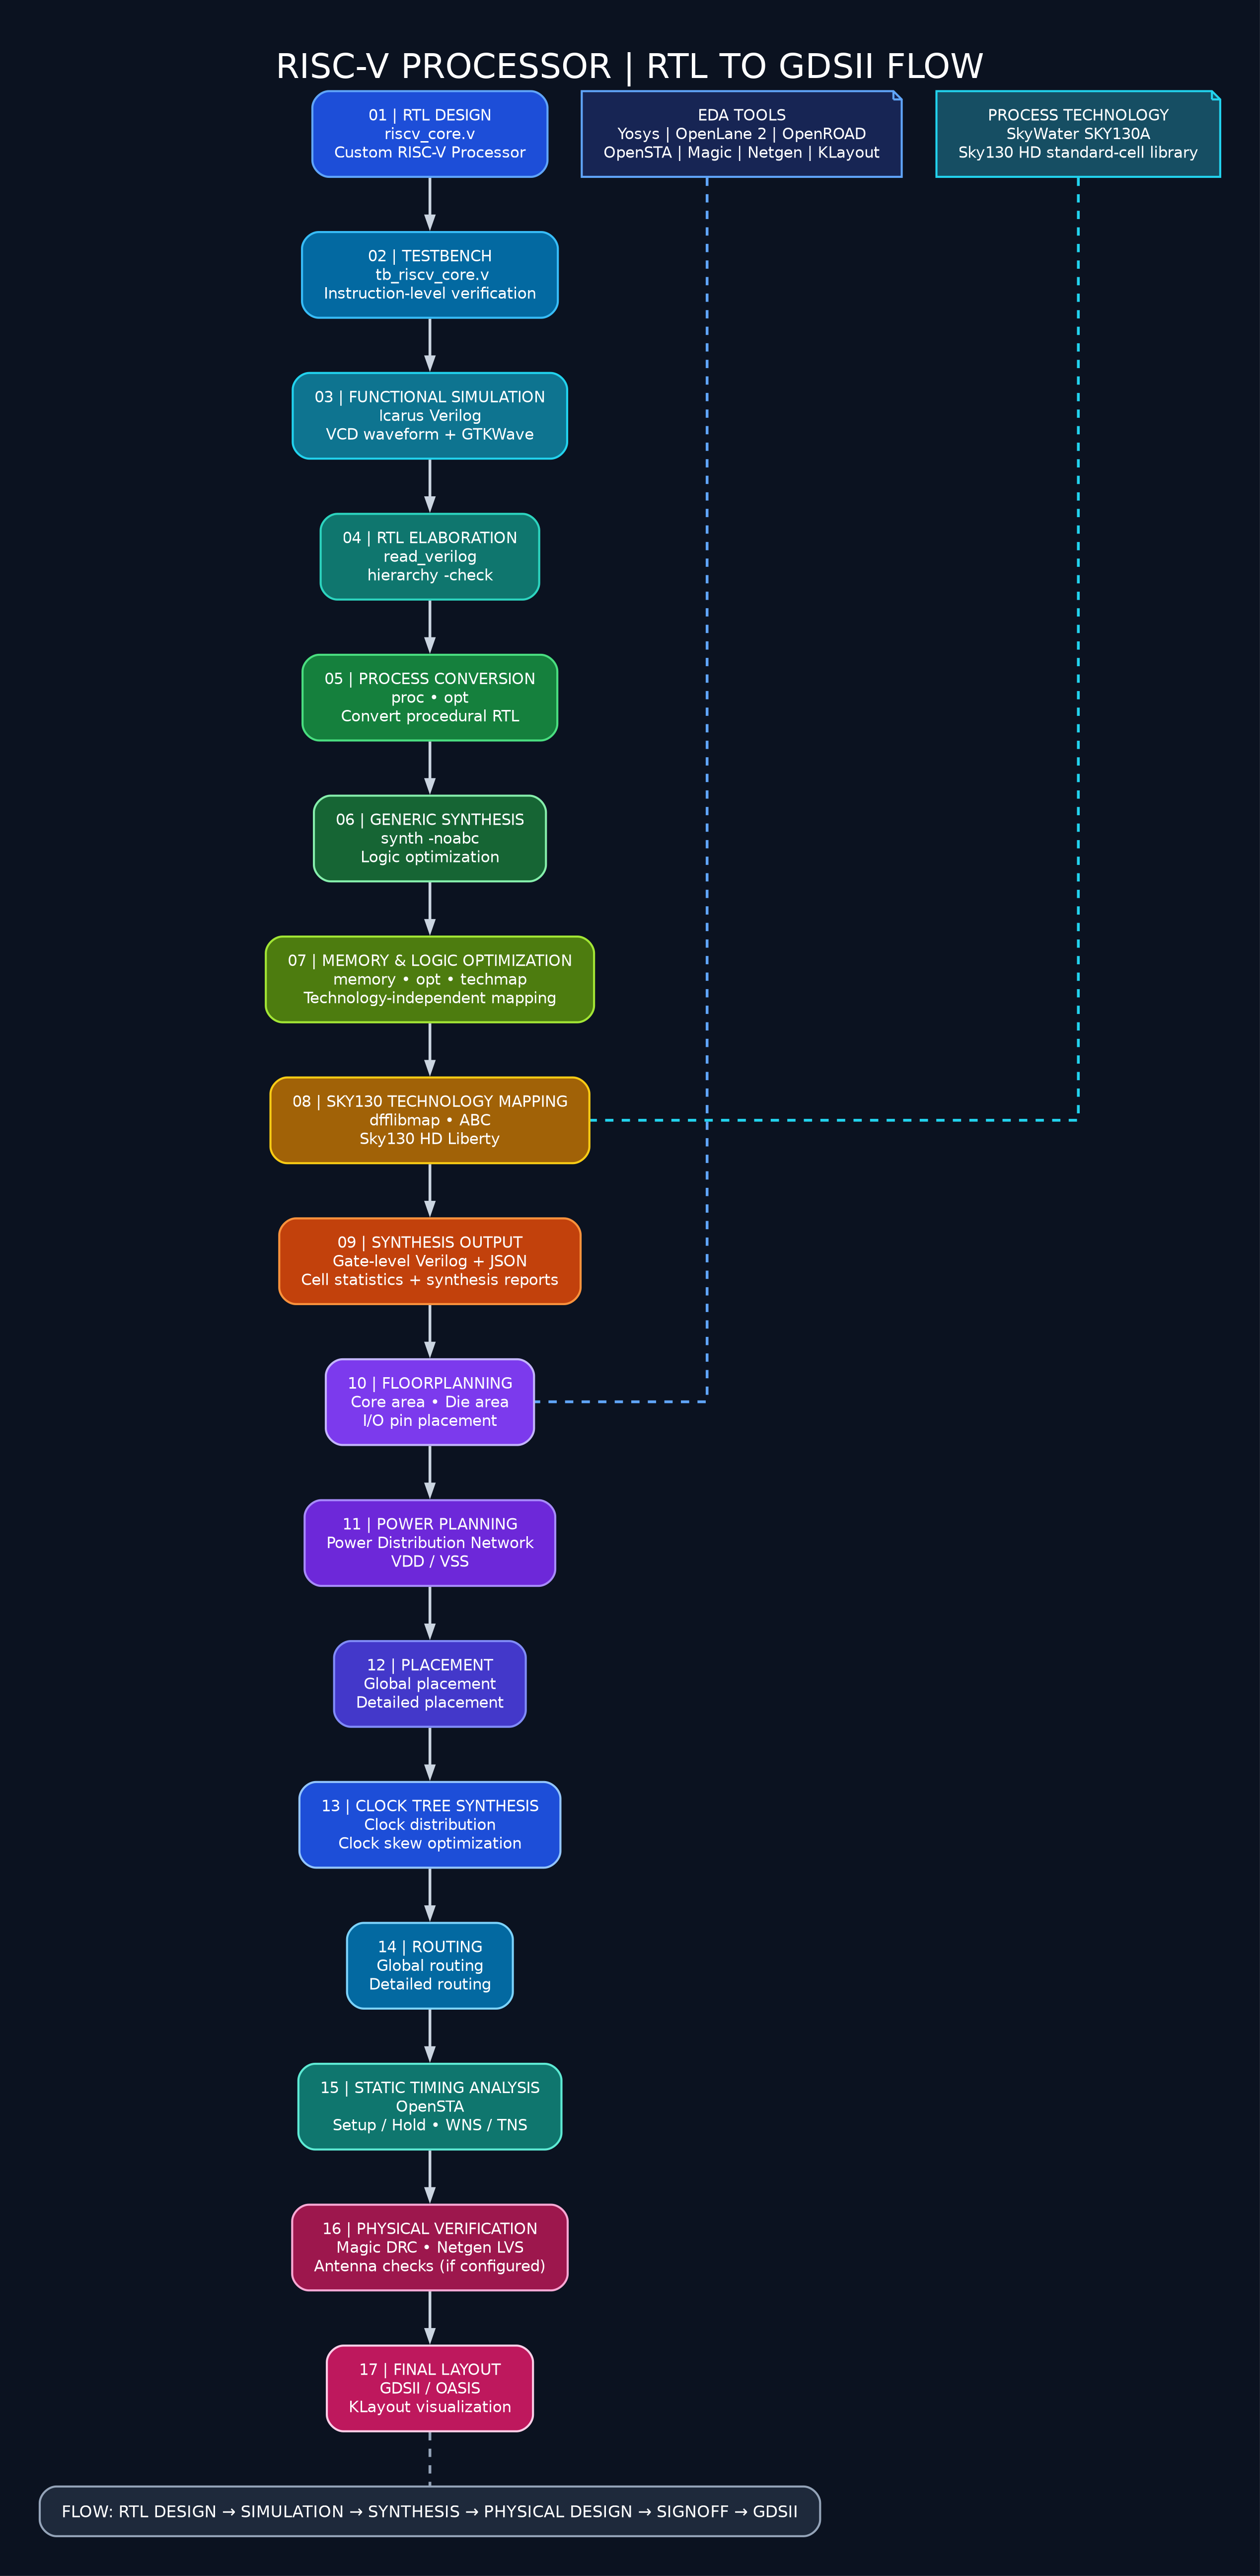 RISC-V PROCESSOR | RTL TO GDSII FLOW
01 | RTL DESIGN
riscv_core.v
Custom RISC-V Processor
EDA TOOLS
Yosys | OpenLane 2 | OpenROAD
OpenSTA | Magic | Netgen | KLayout
PROCESS TECHNOLOGY
SkyWater SKY130A
Sky130 HD standard-cell library
02 | TESTBENCH
tb_riscv_core.v
Instruction-level verification
03 | FUNCTIONAL SIMULATION
Icarus Verilog
VCD waveform + GTKWave
04 | RTL ELABORATION
read_verilog
hierarchy -check
05 | PROCESS CONVERSION
proc • opt
Convert procedural RTL
06 | GENERIC SYNTHESIS
synth -noabc
Logic optimization
07 | MEMORY & LOGIC OPTIMIZATION
memory • opt • techmap
Technology-independent mapping
08 | SKY130 TECHNOLOGY MAPPING
dfflibmap • ABC
Sky130 HD Liberty
09 | SYNTHESIS OUTPUT
Gate-level Verilog + JSON
Cell statistics + synthesis reports
10 | FLOORPLANNING
Core area • Die area
I/O pin placement
11 | POWER PLANNING
Power Distribution Network
VDD / VSS
12 | PLACEMENT
Global placement
Detailed placement
13 | CLOCK TREE SYNTHESIS
Clock distribution
Clock skew optimization
14 | ROUTING
Global routing
Detailed routing
15 | STATIC TIMING ANALYSIS
OpenSTA
Setup / Hold • WNS / TNS
16 | PHYSICAL VERIFICATION
Magic DRC • Netgen LVS
Antenna checks (if configured)
17 | FINAL LAYOUT
GDSII / OASIS
KLayout visualization
FLOW: RTL DESIGN → SIMULATION → SYNTHESIS → PHYSICAL DESIGN → SIGNOFF → GDSII